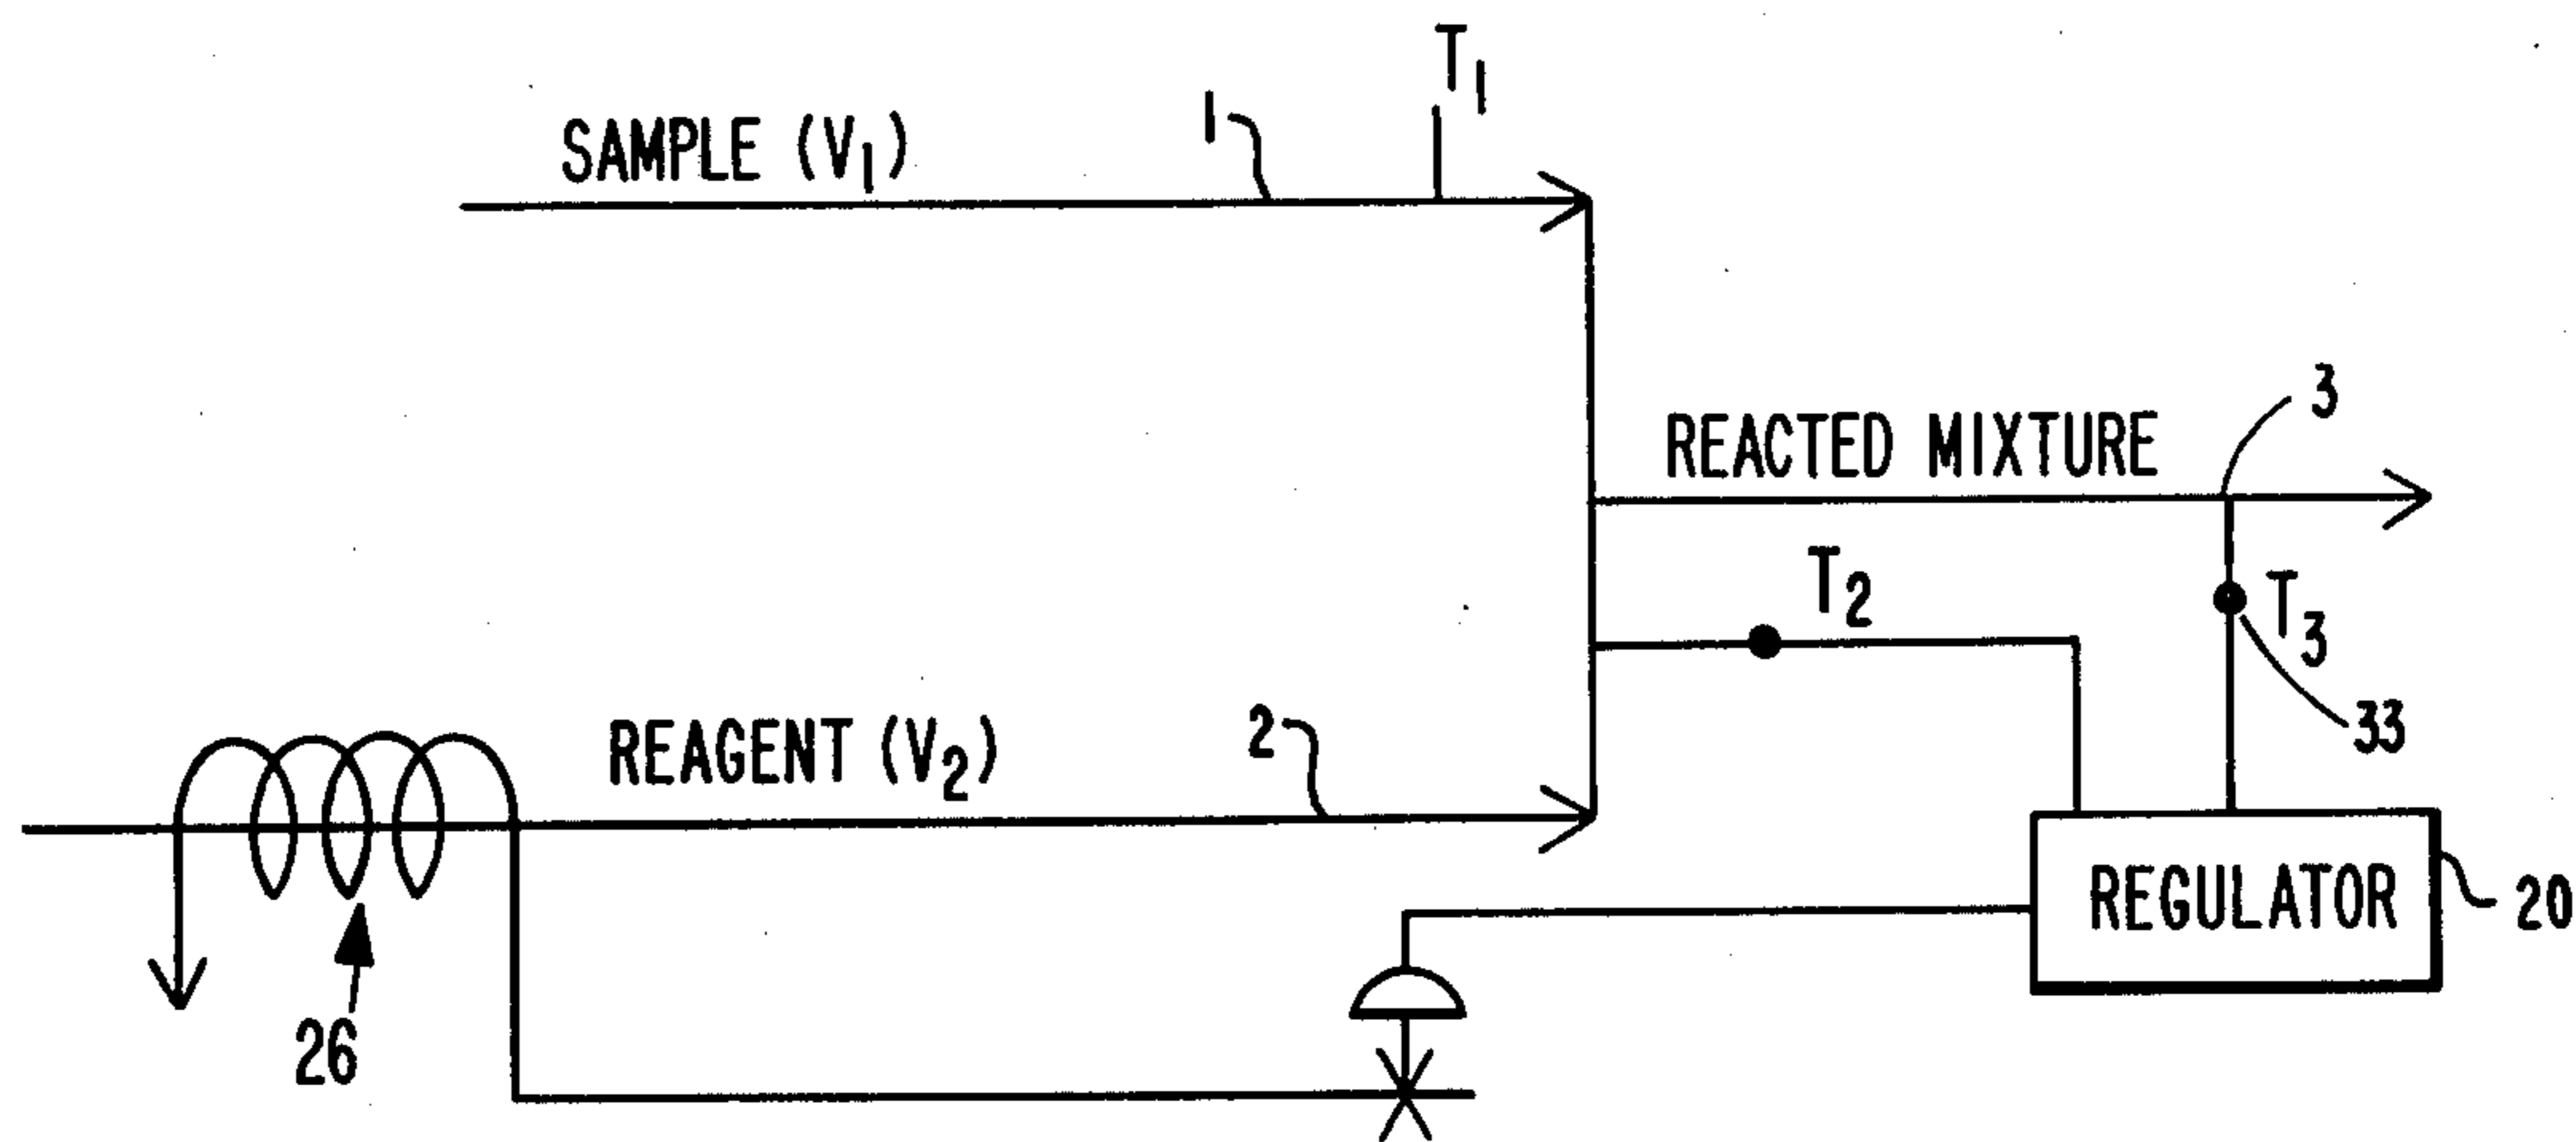 T₁
SAMPLE (V₁)
1
3
REACTED MIXTURE
T₂
T₃
33
REAGENT (V₂)
2
REGULATOR
20
26